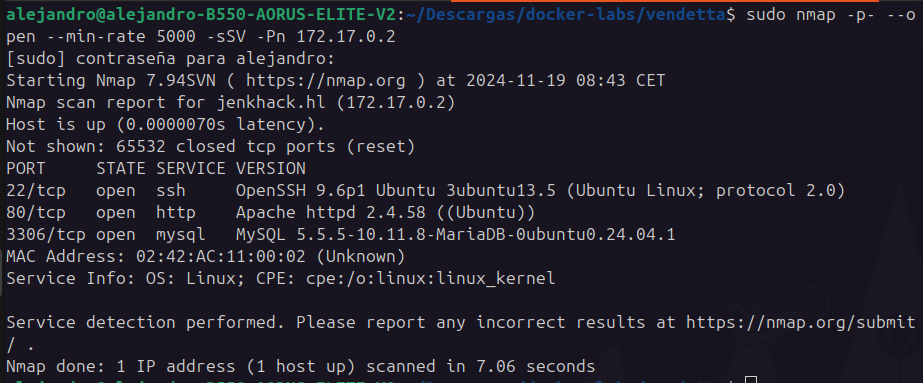 alejandro@alejandro-B550-AORUS-ELITE-V2:~/Descargas/docker-labs/vendetta$ sudo nmap -p- --o
pen --min-rate 5000 -sSV -Pn 172.17.0.2
[sudo] contraseña para alejandro:
Starting Nmap 7.94SVN ( https://nmap.org ) at 2024-11-19 08:43 CET
Nmap scan report for jenkhack.hl (172.17.0.2)
Host is up (0.0000070s latency).
Not shown: 65532 closed tcp ports (reset)
PORT     STATE SERVICE VERSION
22/tcp   open  ssh     OpenSSH 9.6p1 Ubuntu 3ubuntu13.5 (Ubuntu Linux; protocol 2.0)
80/tcp   open  http    Apache httpd 2.4.58 ((Ubuntu))
3306/tcp open  mysql   MySQL 5.5.5-10.11.8-MariaDB-0ubuntu0.24.04.1
MAC Address: 02:42:AC:11:00:02 (Unknown)
Service Info: OS: Linux; CPE: cpe:/o:linux:linux_kernel

Service detection performed. Please report any incorrect results at https://nmap.org/submit
/ .
Nmap done: 1 IP address (1 host up) scanned in 7.06 seconds